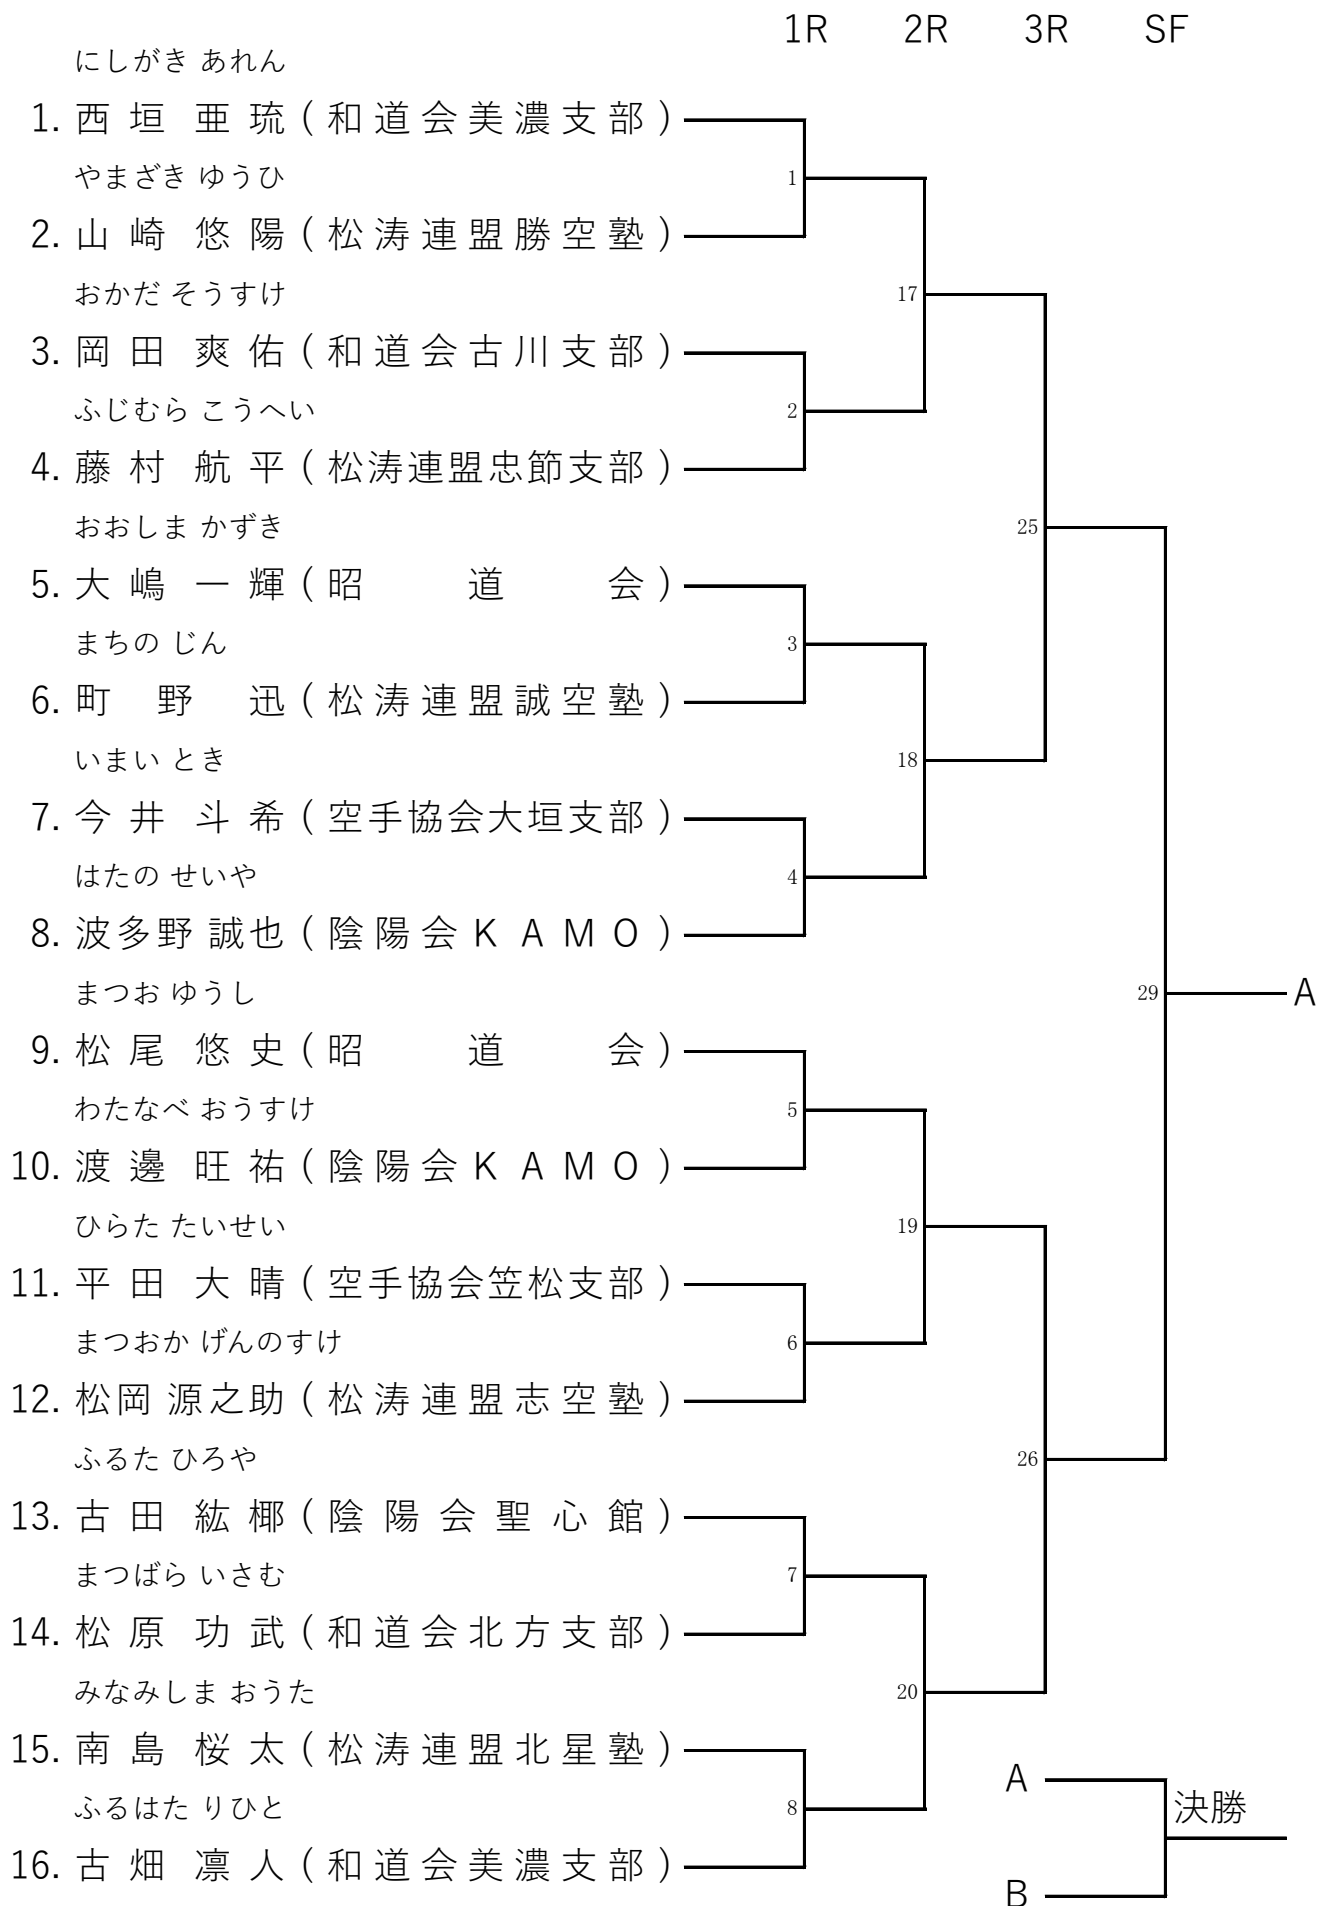 1R 2R 3R SF
にしがき あれん
1. 西垣 亜琉(和道会美濃支部)
やまざき ゆうひ
1
2. 山崎 悠陽(松涛連盟勝空塾)
おかだ そうすけ
17
3. 岡田 爽佑(和道会古川支部)
ふじむら こうへい
2
4. 藤村 航平(松涛連盟忠節支部)
おおしま かずき
25
5. 大嶋 一輝(昭道会)
まちの じん
3
6. 町野 迅(松涛連盟誠空塾)
いまい とき
18
7. 今井 斗希(空手協会大垣支部)
はたの せいや
4
8. 波多野 誠也(陰陽会KAMO)
まつお ゆうし
29 A
9. 松尾 悠史(昭道会)
わたなべ おうすけ
5
10. 渡邊 旺祐(陰陽会KAMO)
ひらた たいせい
19
11. 平田 大晴(空手協会笠松支部)
まつおか げんのすけ
6
12. 松岡 源之助(松涛連盟志空塾)
ふるた ひろや
26
13. 古田 紘椰(陰陽会聖心館)
まつばら いさむ
7
14. 松原 功武(和道会北方支部)
みなみしま おうた
20
15. 南島 桜太(松涛連盟北星塾)
A
ふるはた りひと
8
決勝
16. 古畑 凛人(和道会美濃支部)
B